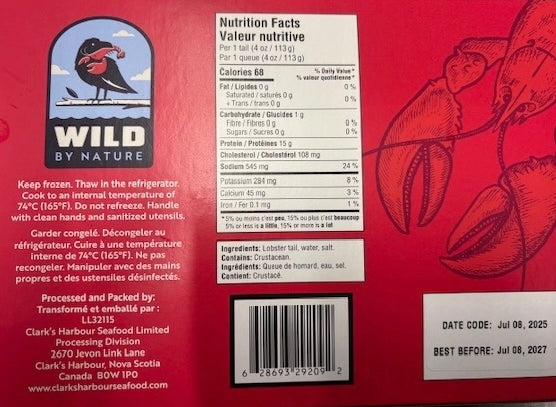 WILD
BY NATURE
Keep frozen. Thaw in the refrigerator.
Cook to an internal temperature of
74°C (165°F). Do not refreeze. Handle
with clean hands and sanitized utensils.
Garder congelé. Décongeler au
réfrigérateur. Cuire à une température
interne de 74°C (165°F). Ne pas
recongeler. Manipuler avec des mains
propres et des ustensiles désinfectés.
Processed and Packed by:
Transformé et emballé par :
LL32115
Clark's Harbour Seafood Limited
Processing Division
2670 Jevon Link Lane
Clark's Harbour, Nova Scotia
Canada B0W 1P0
www.clarksharbourseafood.com
Nutrition Facts
Valeur nutritive
Per 1 tail (4 oz / 113 g)
Par 1 queue (4 oz / 113 g)
Calories 68 % Daily Value*
% valeur quotidienne*
Fat / Lipides 0 g 0 %
Saturated / saturés 0 g
+ Trans / trans 0 g 0 %
Carbohydrate / Glucides 1 g
Fibre / Fibres 0 g 0 %
Sugars / Sucres 0 g 0 %
Protein / Protéines 15 g
Cholesterol / Cholestérol 108 mg
Sodium 545 mg 24 %
Potassium 284 mg 8 %
Calcium 45 mg 3 %
Iron / Fer 0.1 mg 1 %
*5% ou moins c'est peu, 15% ou plus c'est beaucoup
5% or less is a little, 15% or more is a lot
Ingredients: Lobster tail, water, salt.
Contains: Crustacean.
Ingrédients: Queue de homard, eau, sel.
Contient: Crustacé.
6 28693 29209 2
DATE CODE: Jul 08, 2025
BEST BEFORE: Jul 08, 2027